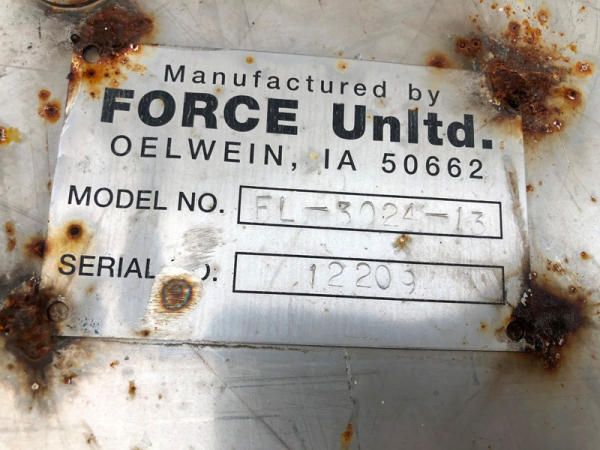 Manufactured by
FORCE Unltd.
OELWEIN, IA 50662
MODEL NO. FL-3024-13
SERIAL 12209